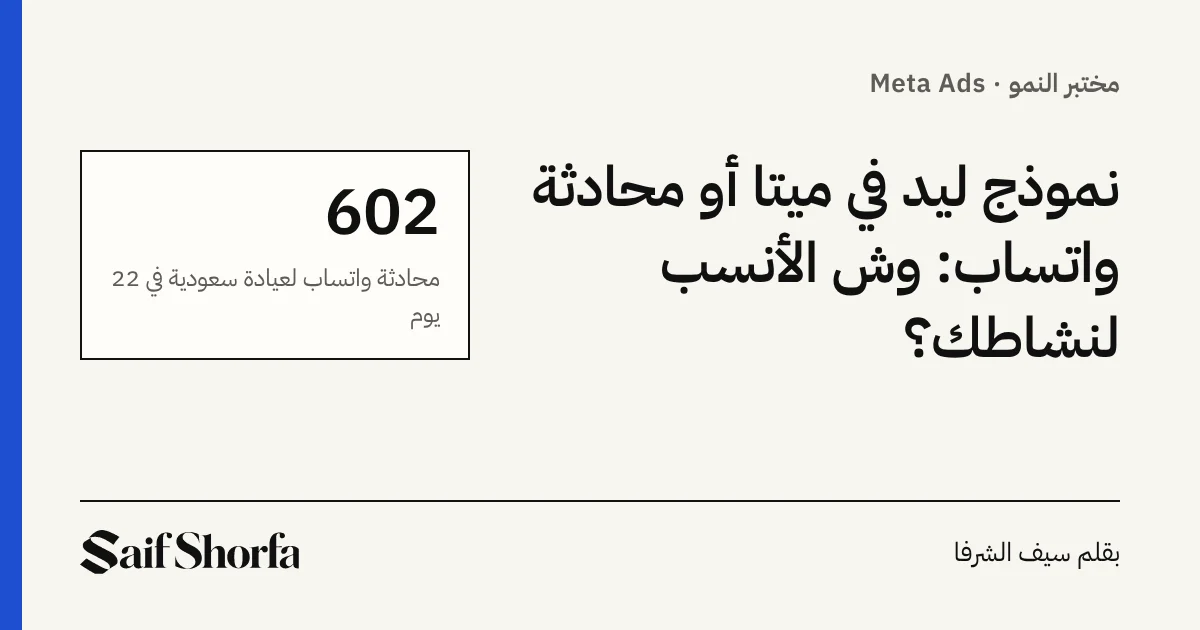 مختبر النمو · Meta Ads
نموذج ليد في ميتا أو محادثة
واتساب: وش الأنسب
لنشاطك؟
602
محادثة واتساب لعيادة سعودية في 22
يوم
بقلم سيف الشرفا
Saif Shorfa